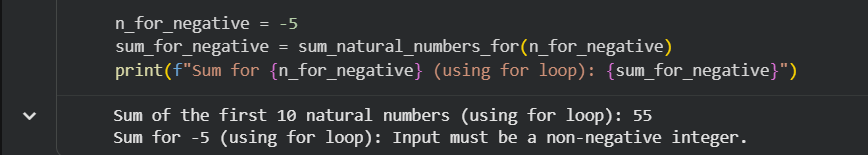 n_for_negative = -5
sum_for_negative = sum_natural_numbers_for(n_for_negative)
print(f"Sum for {n_for_negative} (using for loop): {sum_for_negative}")
Sum of the first 10 natural numbers (using for loop): 55
Sum for -5 (using for loop): Input must be a non-negative integer.